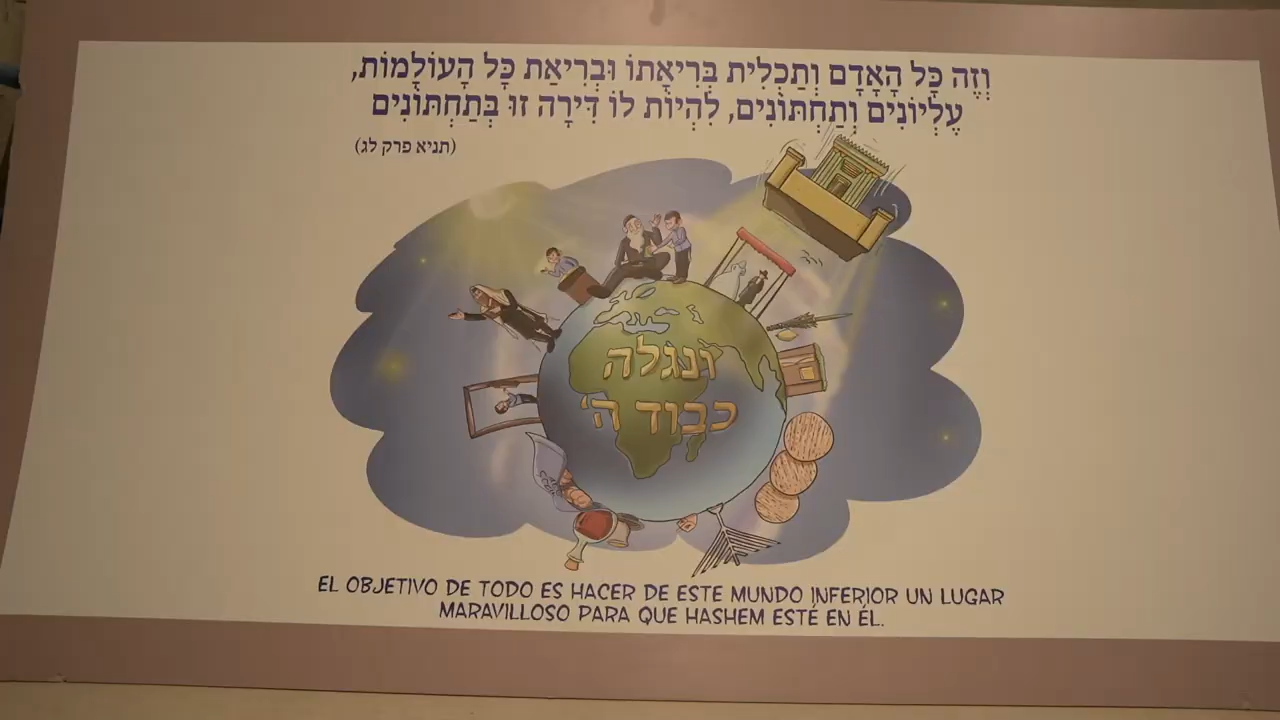 וְזֶה כָּל הָאָדָם וְתַכְלִית בְּרִיאָתוֹ וּבְרִיאַת כָּל הָעוֹלָמוֹת,
עֶלְיוֹנִים וְתַחְתּוֹנִים, לִהְיוֹת לוֹ דִּירָה זוּ בְּתַחְתּוֹנִים
(תניא פרק לג)
ונגלה
כבוד ה'
EL OBJETIVO DE TODO ES HACER DE ESTE MUNDO INFERIOR UN LUGAR
MARAVILLOSO PARA QUE HASHEM ESTÉ EN ÉL.